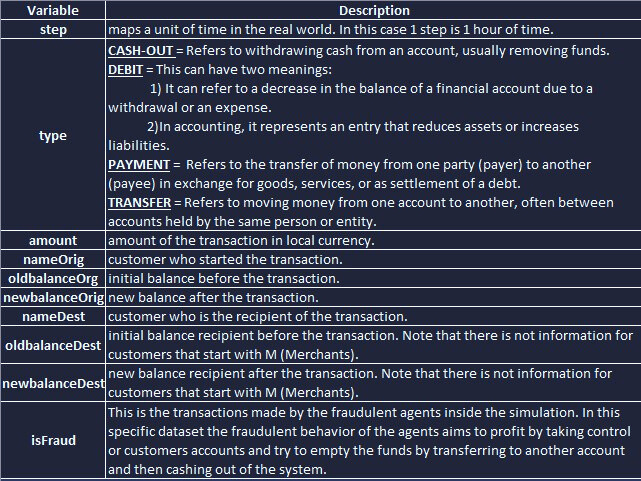 Variable Description
step maps a unit of time in the real world. In this case 1 step is 1 hour of time.
CASH-OUT = Refers to withdrawing cash from an account, usually removing funds.
DEBIT = This can have two meanings:
1) It can refer to a decrease in the balance of a financial account due to a
withdrawal or an expense.
type
2)In accounting, it represents an entry that reduces assets or increases
liabilities.
PAYMENT = Refers to the transfer of money from one party (payer) to another
(payee) in exchange for goods, services, or as settlement of a debt.
TRANSFER = Refers to moving money from one account to another, often between
accounts held by the same person or entity.
amount amount of the transaction in local currency.
nameOrig customer who started the transaction.
oldbalanceOrg initial balance before the transaction.
newbalanceOrig new balance after the transaction.
nameDest customer who is the recipient of the transaction.
oldbalanceDest initial balance recipient before the transaction. Note that there is not information for
customers that start with M (Merchants).
newbalanceDest new balance recipient after the transaction. Note that there is not information for
customers that start with M (Merchants).
This is the transactions made by the fraudulent agents inside the simulation. In this
isFraud specific dataset the fraudulent behavior of the agents aims to profit by taking control
or customers accounts and try to empty the funds by transferring to another account
and then cashing out of the system.